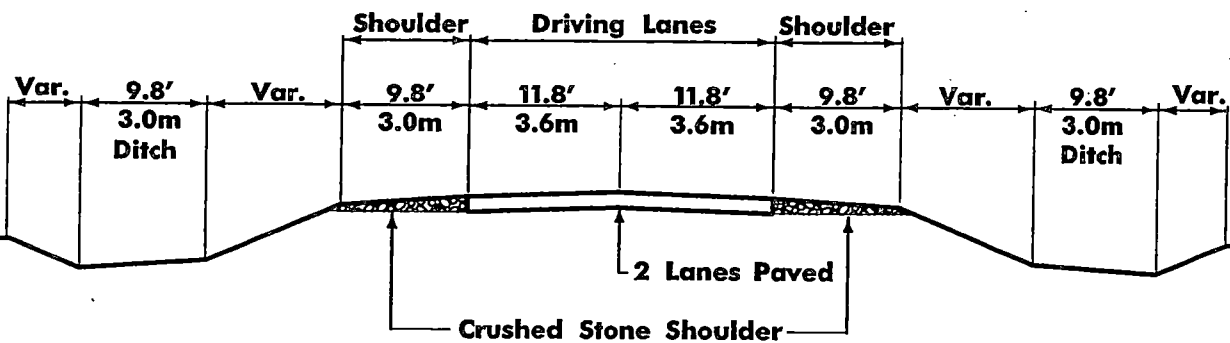 Shoulder Driving Lanes Shoulder
Var. 9.8′ Var. 9.8′ 11.8′ 11.8′ 9.8′ Var. 9.8′ Var.
3.0m 3.0m 3.6m 3.6m 3.0m 3.0m
Ditch Ditch
2 Lanes Paved
Crushed Stone Shoulder